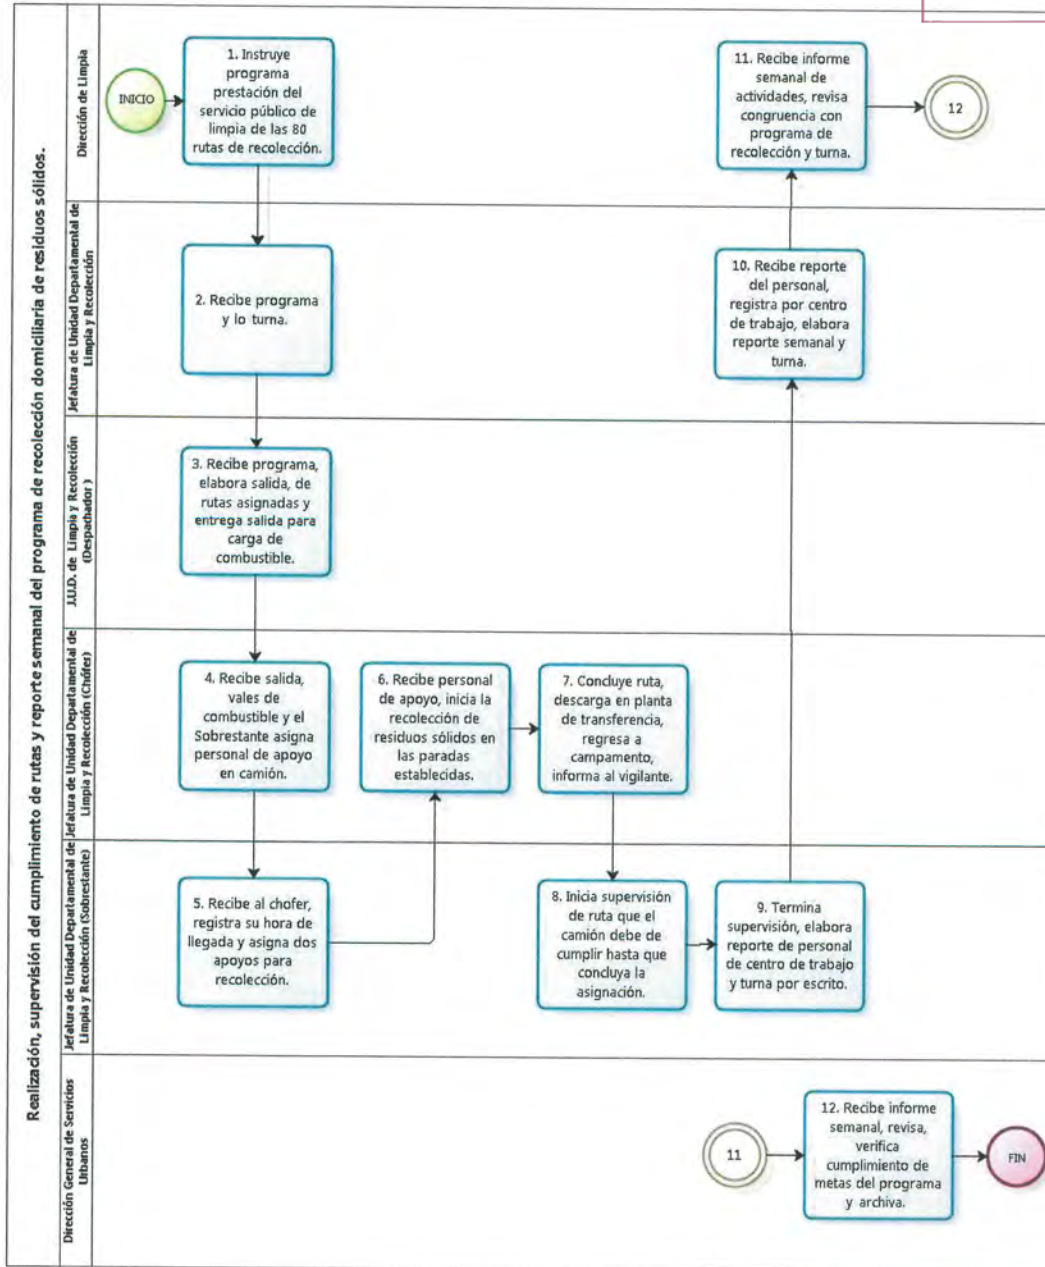 Realización, supervisión del cumplimiento de rutas y reporte semanal del programa de recolección domiciliaria de residuos sólidos.
Dirección de Limpia
INICIO
1. Instruye
programa
prestación del
servicio público de
limpia de las 80
rutas de recolección.
11. Recibe informe
semanal de
actividades, revisa
congruencia con
programa de
recolección y turna.
12
Jefatura de Unidad Departamental de
Limpia y Recolección
2. Recibe programa
y lo turna.
10. Recibe reporte
del personal,
registra por centro
de trabajo, elabora
reporte semanal y
turna.
J.U.D. de Limpia y Recolección
(Despachador )
3. Recibe programa,
elabora salida, de
rutas asignadas y
entrega salida para
carga de
combustible.
Jefatura de Unidad Departamental de
Limpia y Recolección (Chófer)
4. Recibe salida,
vales de
combustible y el
Sobrestante asigna
personal de apoyo
en camión.
6. Recibe personal
de apoyo, inicia la
recolección de
residuos sólidos en
las paradas
establecidas.
7. Concluye ruta,
descarga en planta
de transferencia,
regresa a
campamento,
informa al vigilante.
Jefatura de Unidad Departamental de
Limpia y Recolección (Sobrestante)
5. Recibe al chofer,
registra su hora de
llegada y asigna dos
apoyos para
recolección.
8. Inicia supervisión
de ruta que el
camión debe de
cumplir hasta que
concluya la
asignación.
9. Termina
supervisión, elabora
reporte de personal
de centro de trabajo
y turna por escrito.
Dirección General de Servicios
Urbanos
11
12. Recibe informe
semanal, revisa,
verifica
cumplimiento de
metas del programa
y archiva.
FIN